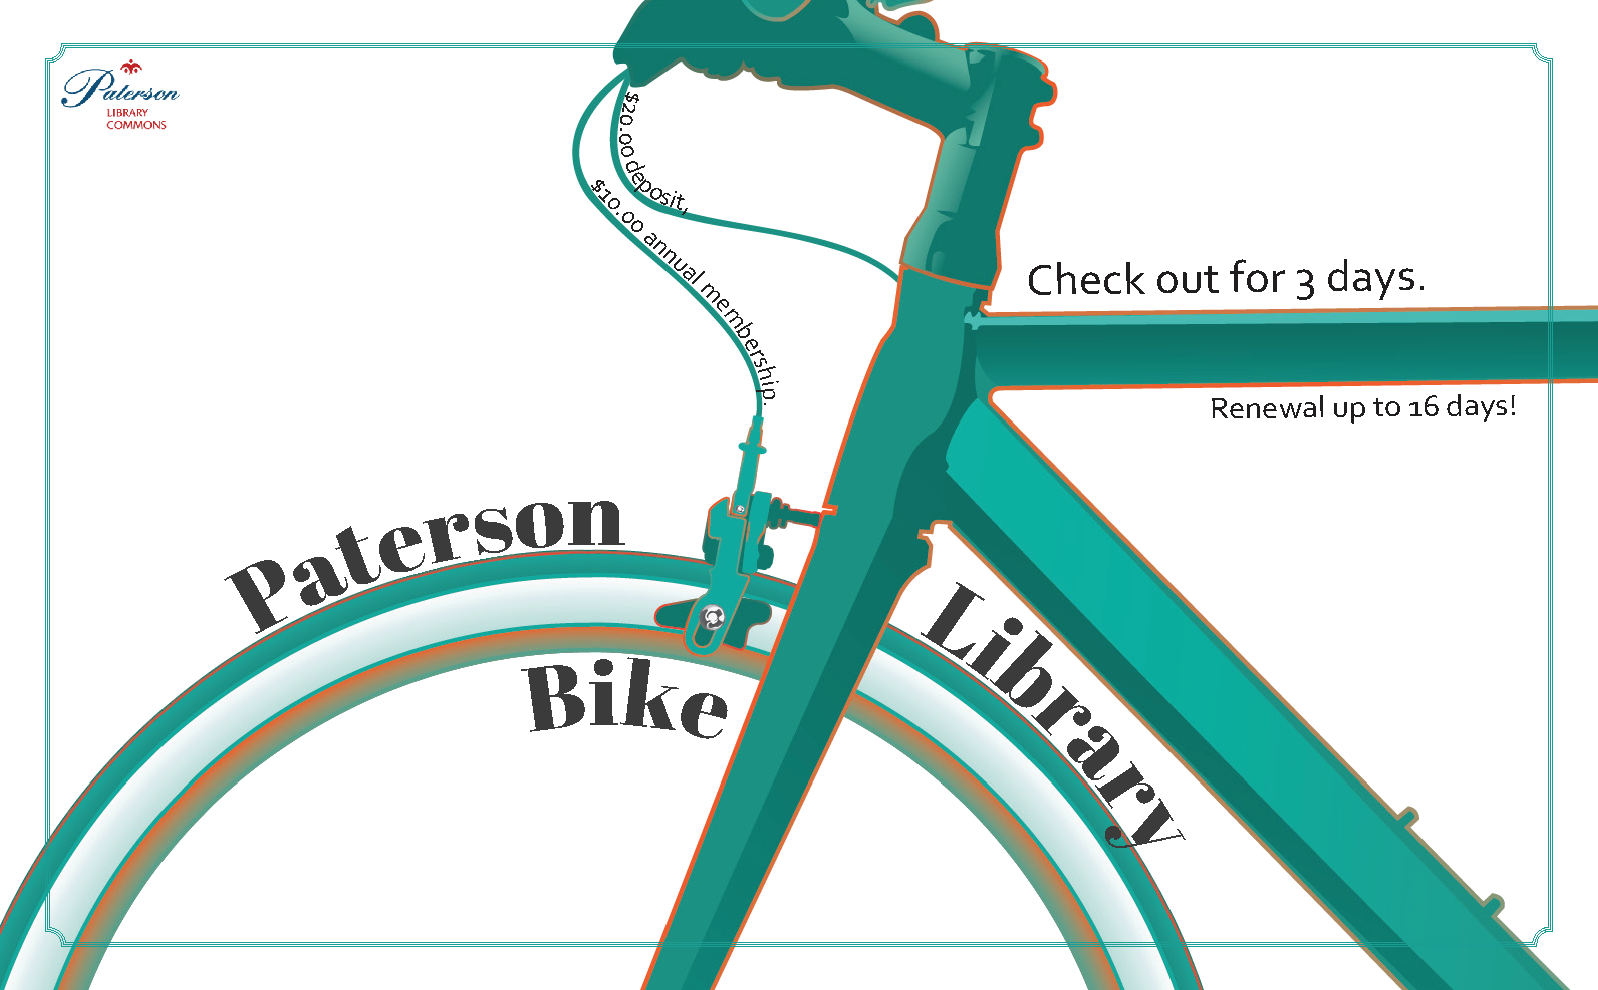 Paterson
LIBRARY
COMMONS
$20.00 deposit,
$10.00 annual membership.
Check out for 3 days.
Renewal up to 16 days!
Paterson
Bike
Library